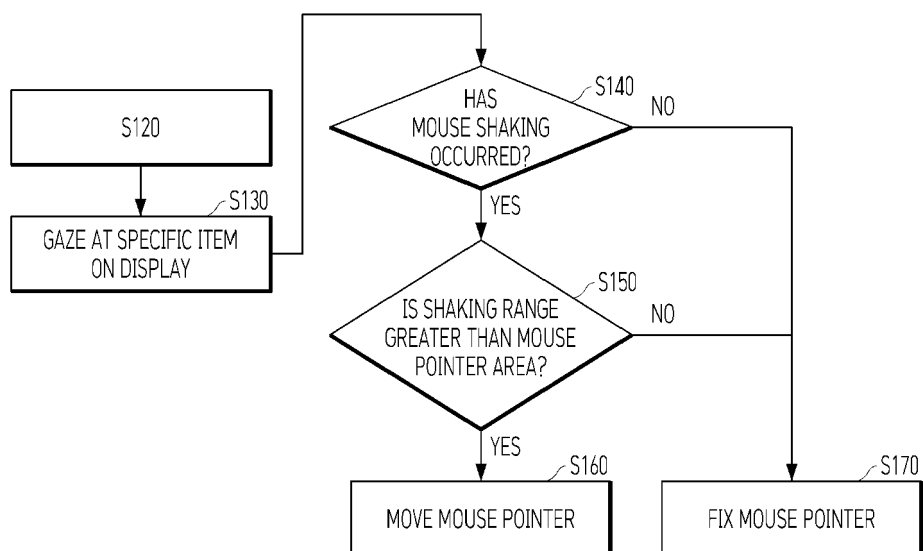 S120
S130
GAZE AT SPECIFIC ITEM
ON DISPLAY
S140
HAS
MOUSE SHAKING
OCCURRED?
NO
YES
S150
IS SHAKING RANGE
GREATER THAN MOUSE
POINTER AREA?
NO
YES
S160
MOVE MOUSE POINTER
S170
FIX MOUSE POINTER